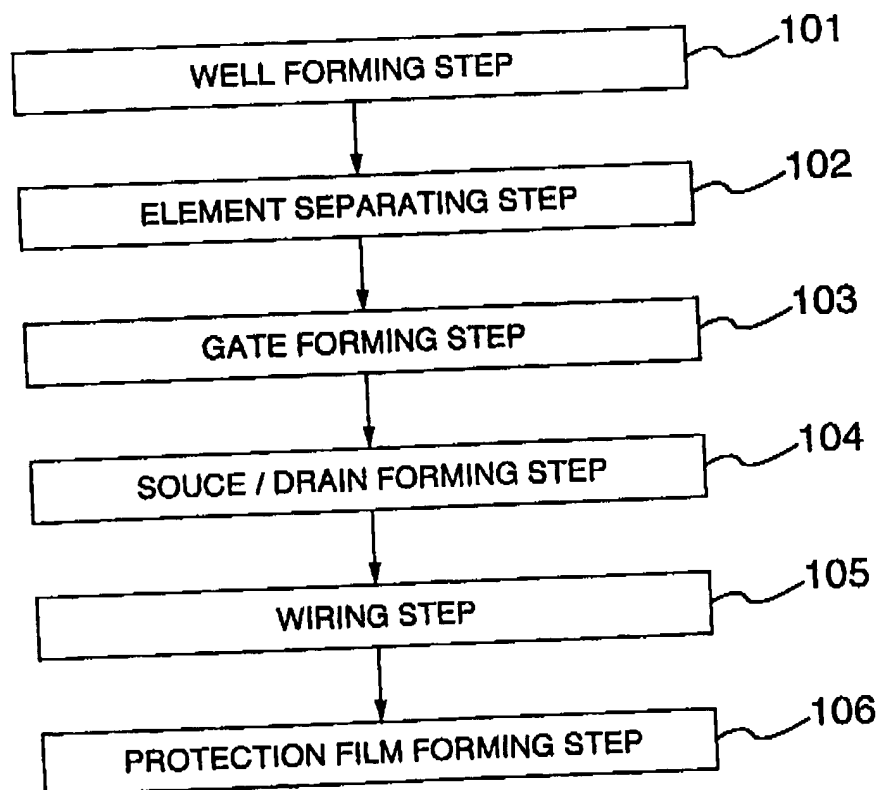 101
WELL FORMING STEP
102
ELEMENT SEPARATING STEP
103
GATE FORMING STEP
104
SOUCE / DRAIN FORMING STEP
105
WIRING STEP
106
PROTECTION FILM FORMING STEP